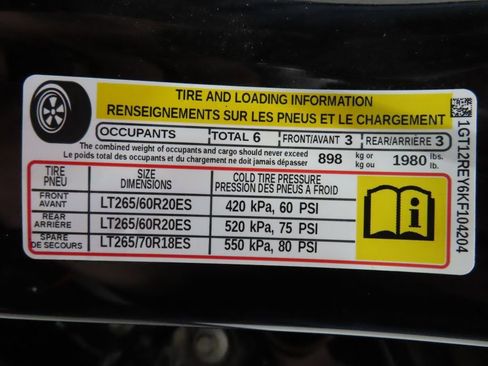 TIRE AND LOADING INFORMATION
RENSEIGNEMENTS SUR LES PNEUS ET LE CHARGEMENT
OCCUPANTS TOTAL 6 FRONT/AVANT 3 REAR/ARRIÈRE 3
The combined weight of occupants and cargo should never exceed
Le poids total des occupants et du chargement ne doit jamais dépasser 898 kg or kg ou 1980 lbs. lb.
TIRE PNEU SIZE DIMENSIONS COLD TIRE PRESSURE PRESSION DES PNEUS A FROID
FRONT AVANT LT265/60R20ES 420 kPa, 60 PSI
REAR ARRIÈRE LT265/60R20ES 520 kPa, 75 PSI
SPARE DE SECOURS LT265/70R18ES 550 kPa, 80 PSI
i
1GT12REY6KF104204